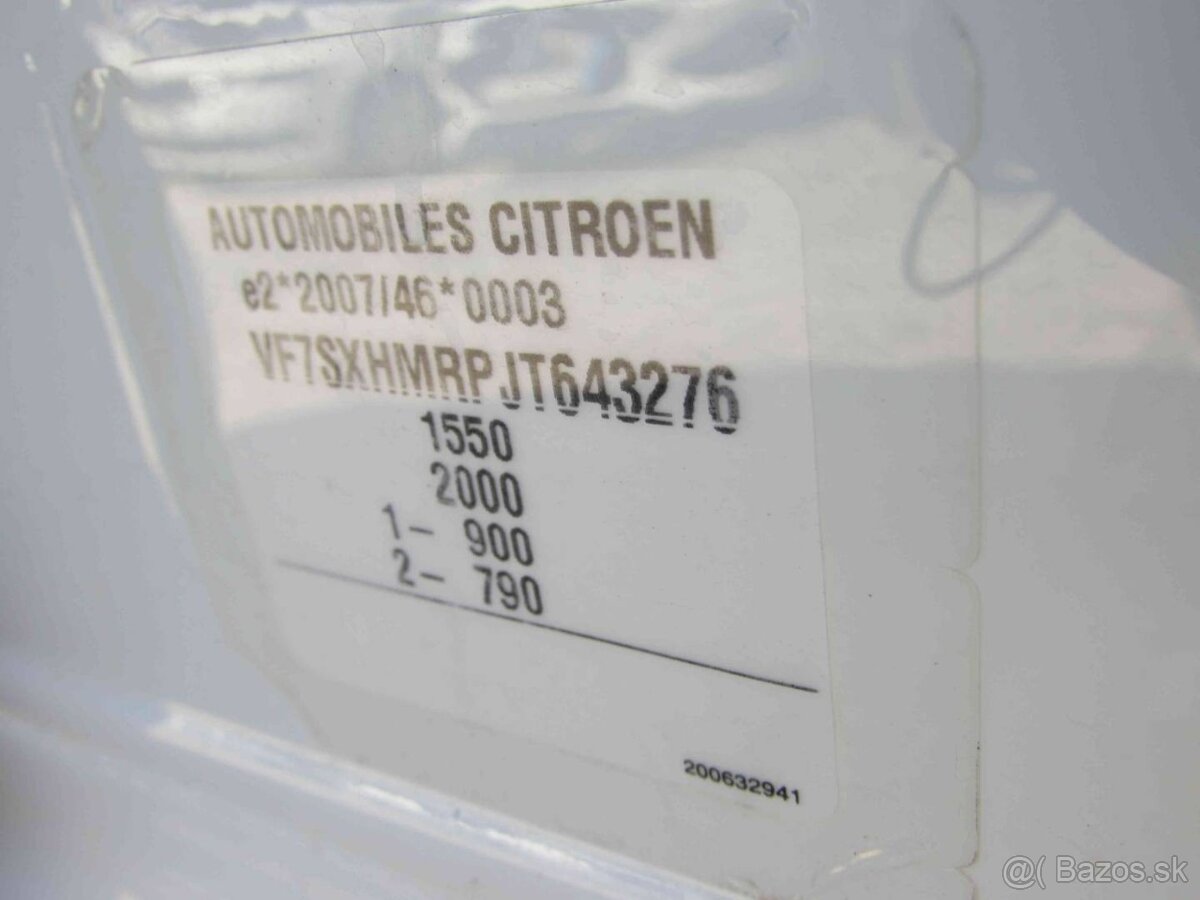 AUTOMOBILES CITROEN
e2*2007/46*0003
VF7SXHMRPJT643276
1550
2000
1- 900
2- 790
200632941
@( Bazos.sk